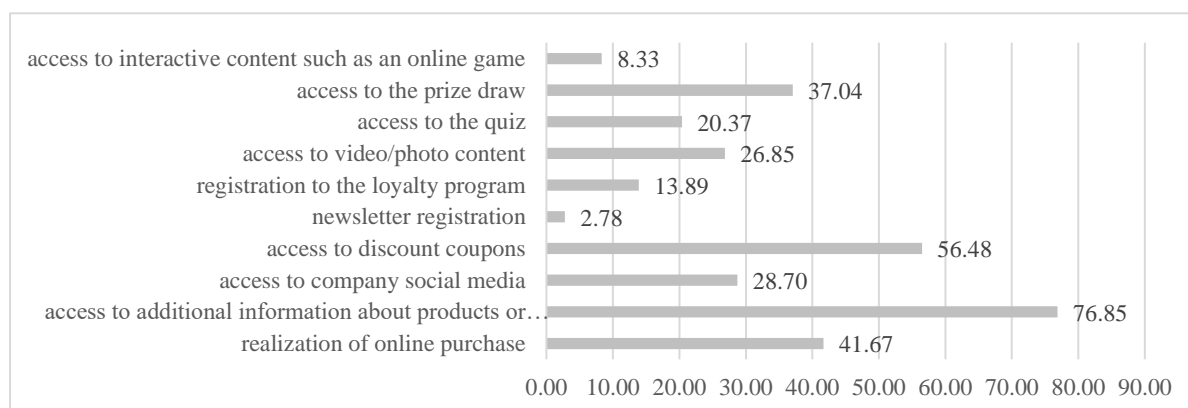 access to interactive content such as an online game 8.33
access to the prize draw 37.04
access to the quiz 20.37
access to video/photo content 26.85
registration to the loyalty program 13.89
newsletter registration 2.78
access to discount coupons 56.48
access to company social media 28.70
access to additional information about products or… 76.85
realization of online purchase 41.67
0.00 10.00 20.00 30.00 40.00 50.00 60.00 70.00 80.00 90.00